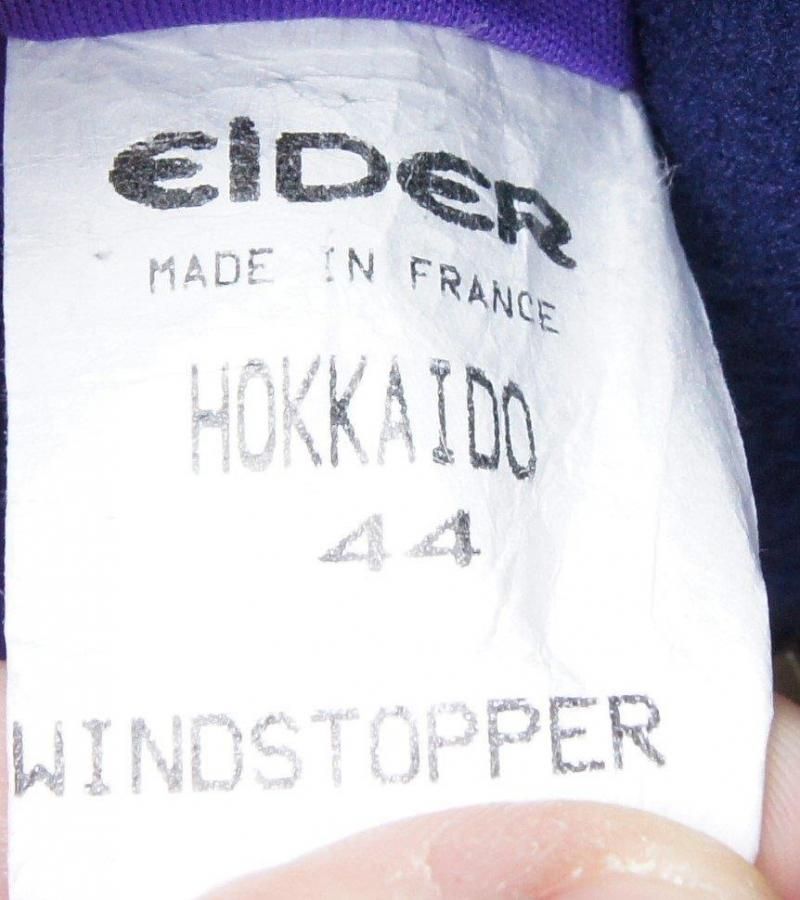 EiDER
MADE IN FRANCE
HOKKAIDO
44
WINDSTOPPER